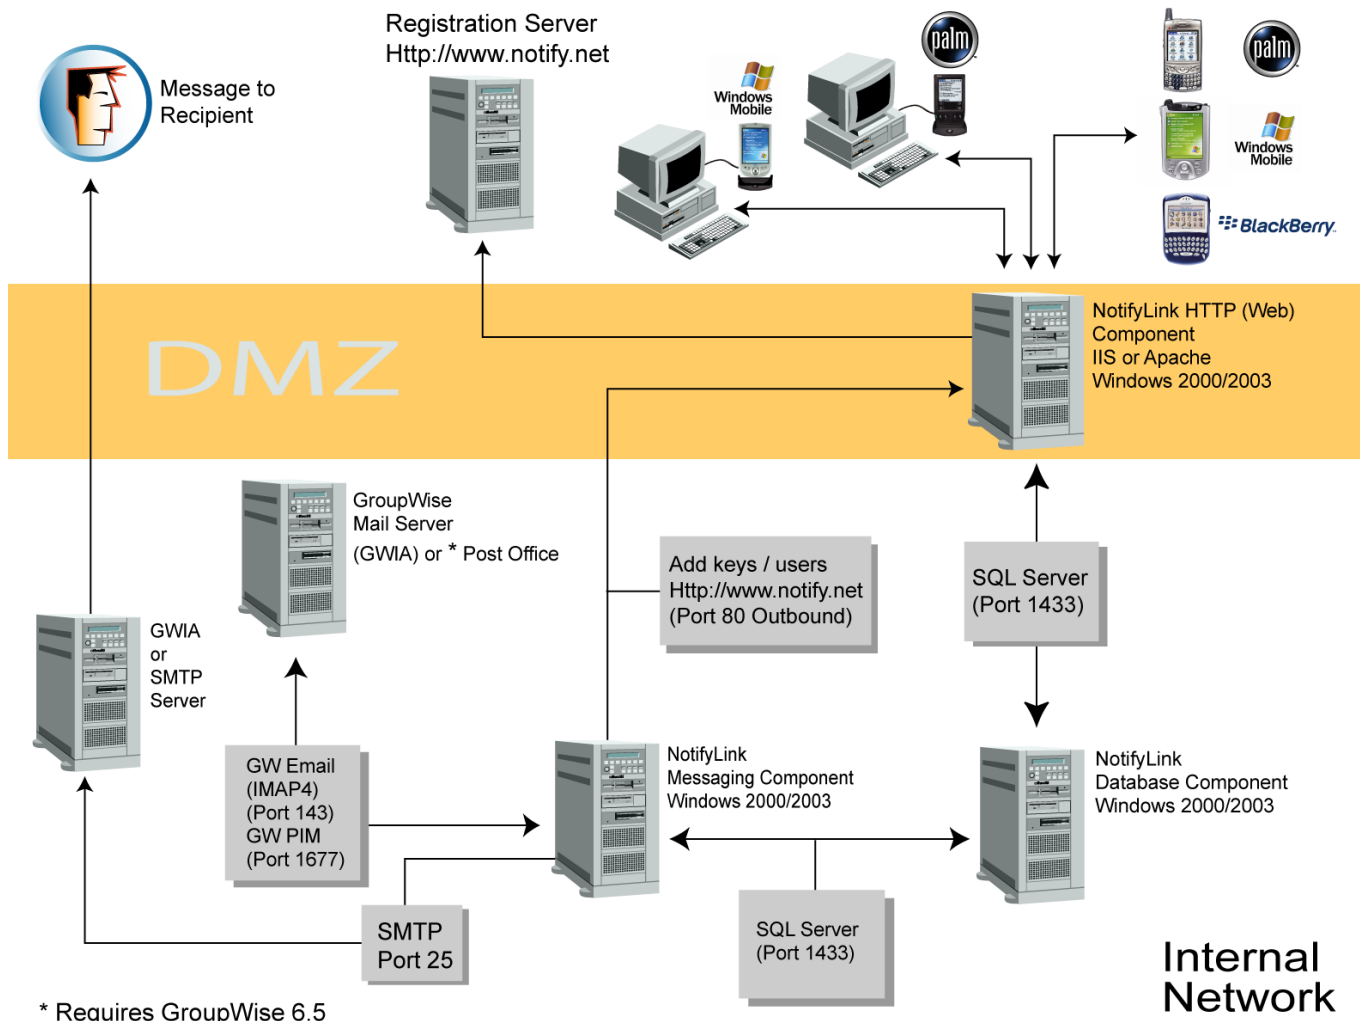 Registration Server
Http://www.notify.net
Message to
Recipient
Windows
Mobile
palm
palm
Windows
Mobile
BlackBerry
DMZ
NotifyLink HTTP (Web)
Component
IIS or Apache
Windows 2000/2003
GroupWise
Mail Server
(GWIA) or * Post Office
Add keys / users
Http://www.notify.net
(Port 80 Outbound)
SQL Server
(Port 1433)
GWIA
or
SMTP
Server
GW Email
(IMAP4)
(Port 143)
GW PIM
(Port 1677)
NotifyLink
Messaging Component
Windows 2000/2003
NotifyLink
Database Component
Windows 2000/2003
SMTP
Port 25
SQL Server
(Port 1433)
Internal
Network
* Requires GroupWise 6.5